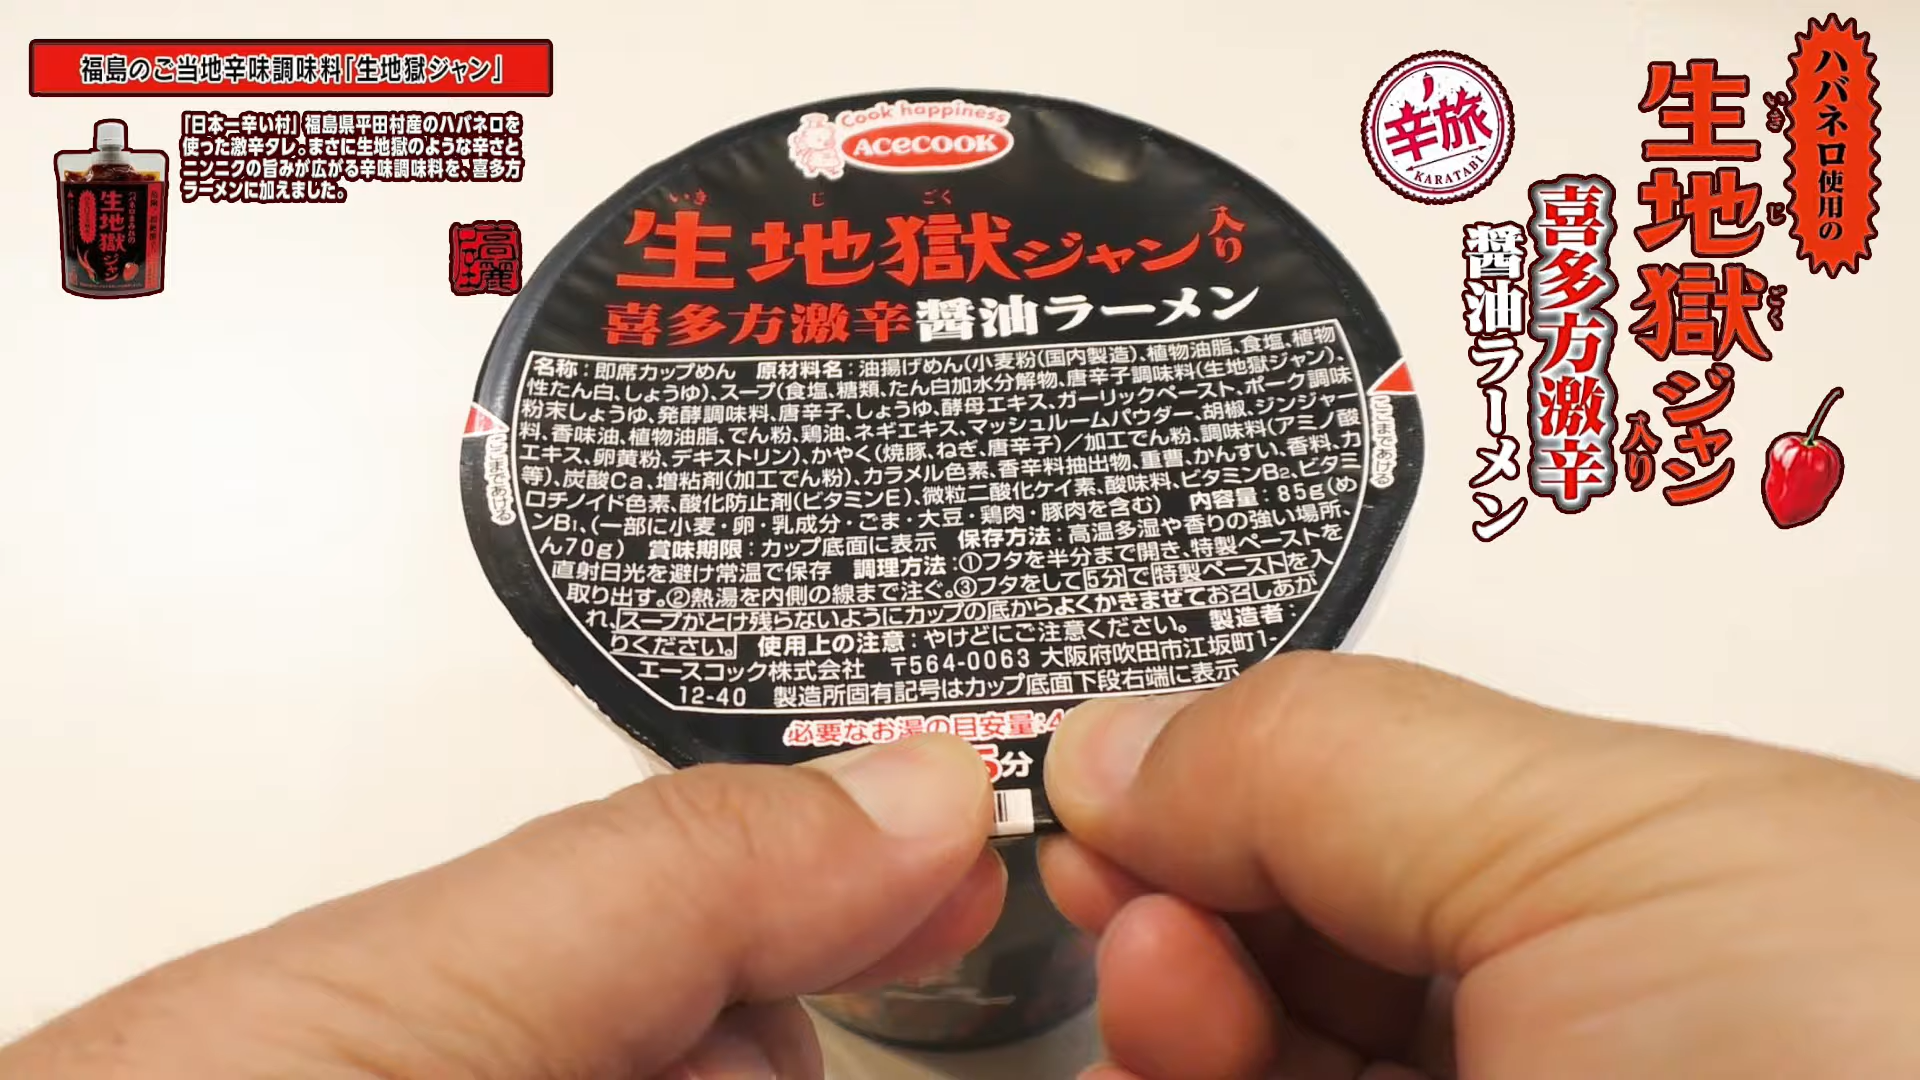 福島のご当地辛味調味料「生地獄ジャン」
「日本一辛い村」福島県平田村産のハバネロを
使った激辛タレ。まさに生地獄のような辛さと
ニンニクの旨みが広がる辛味調味料を、喜多方
ラーメンに加えました。
生地獄
ジャン
高麗
Cook happiness
ACECOOK
いきじごく
生地獄ジャン入り
喜多方激辛醤油ラーメン
名称:即席カップめん 原材料名:油揚げめん(小麦粉(国内製造)、植物油脂、食塩、植物
性たん白、しょうゆ)、スープ(食塩、糖類、たん白加水分解物、唐辛子調味料(生地獄ジャン)、
粉末しょうゆ、発酵調味料、唐辛子、しょうゆ、酵母エキス、ガーリックペースト、ポーク調味
料、香味油、植物油脂、でん粉、鶏油、ネギエキス、マッシュルームパウダー、胡椒、ジンジャー
エキス、卵黄粉、デキストリン)、かやく(焼豚、ねぎ、唐辛子)/加工でん粉、調味料(アミノ酸
等)、炭酸Ca、増粘剤(加工でん粉)、カラメル色素、香辛料抽出物、重曹、かんすい、香料、カ
ロチノイド色素、酸化防止剤(ビタミンE)、微粒二酸化ケイ素、酸味料、ビタミンB2、ビタミ
ンB1、(一部に小麦・卵・乳成分・ごま・大豆・鶏肉・豚肉を含む) 内容量:85g(め
ん70g) 賞味期限:カップ底面に表示 保存方法:高温多湿や香りの強い場所、
直射日光を避け常温で保存 調理方法:①フタを半分まで開き、特製ペーストを
取り出す。②熱湯を内側の線まで注ぐ。③フタをして5分で特製ペーストを入
れ、スープがとけ残らないようにカップの底からよくかきまぜてお召しあが
りください。 使用上の注意:やけどにご注意ください。 製造者:
エースコック株式会社 〒564-0063 大阪府吹田市江坂町1-
12-40 製造所固有記号はカップ底面下段右端に表示
必要なお湯の目安量:4
5分
ここまであける
ここまであける
辛旅
KARATABI
ハバネロ使用の
いきじごく
生地獄ジャン入り
喜多方激辛
醤油ラーメン